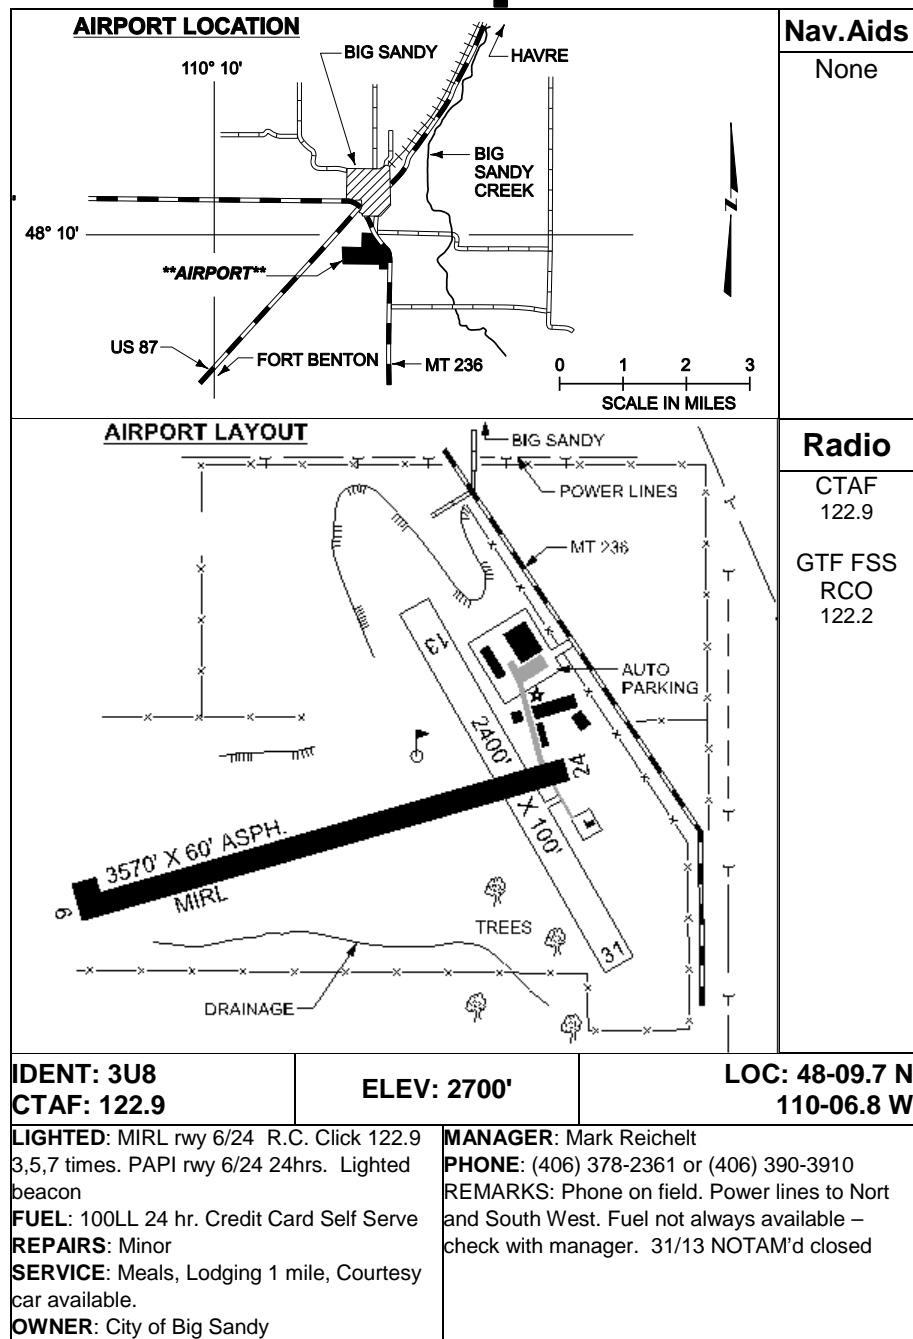 AIRPORT LOCATION
BIG SANDY
HAVRE
110° 10'
BIG
SANDY
CREEK
N
48° 10'
**AIRPORT**
US 87
FORT BENTON
MT 236
0 1 2 3
SCALE IN MILES
Nav.Aids
None
AIRPORT LAYOUT
BIG SANDY
POWER LINES
MT 236
13
AUTO
PARKING
2400' X 100'
24
3570' X 60' ASPH.
MIRL
6
TREES
31
DRAINAGE
Radio
CTAF
122.9
GTF FSS
RCO
122.2
IDENT: 3U8
CTAF: 122.9
ELEV: 2700'
LOC: 48-09.7 N
110-06.8 W
LIGHTED: MIRL rwy 6/24 R.C. Click 122.9
3,5,7 times. PAPI rwy 6/24 24hrs. Lighted
beacon
FUEL: 100LL 24 hr. Credit Card Self Serve
REPAIRS: Minor
SERVICE: Meals, Lodging 1 mile, Courtesy
car available.
OWNER: City of Big Sandy
MANAGER: Mark Reichelt
PHONE: (406) 378-2361 or (406) 390-3910
REMARKS: Phone on field. Power lines to Nort
and South West. Fuel not always available –
check with manager. 31/13 NOTAM'd closed